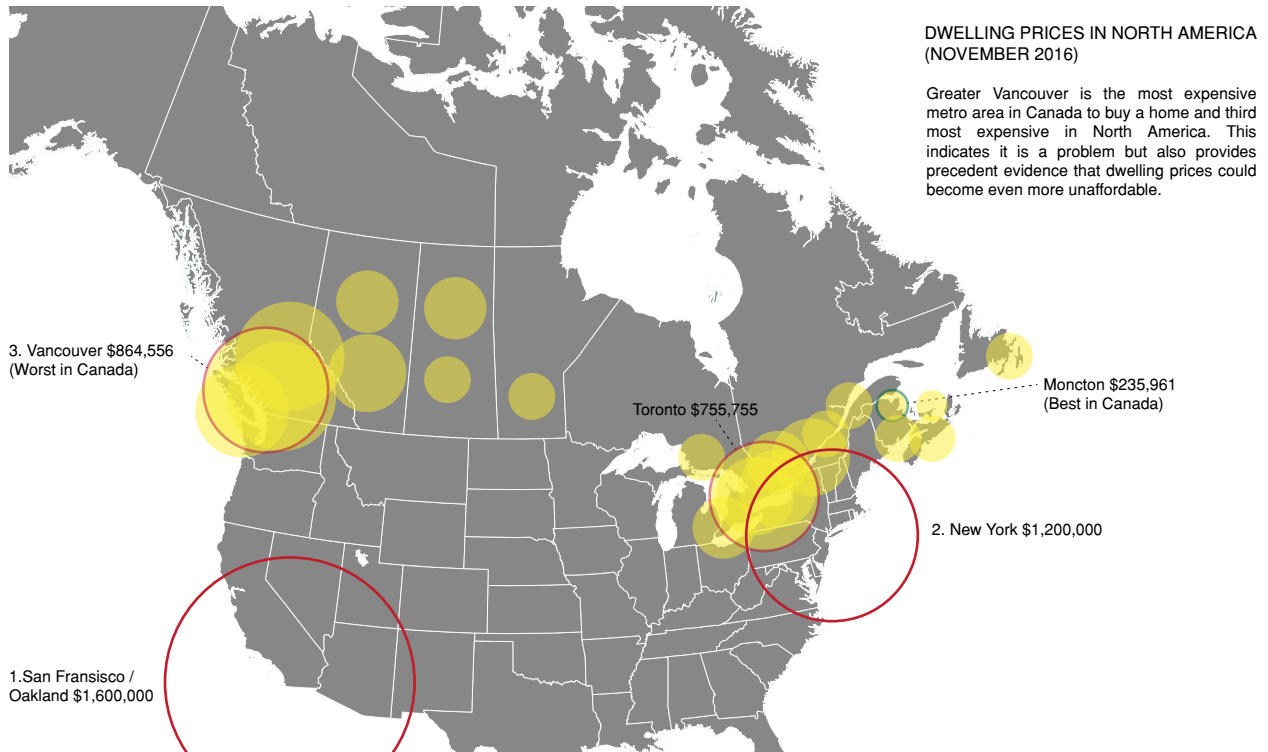 DWELLING PRICES IN NORTH AMERICA
(NOVEMBER 2016)
Greater Vancouver is the most expensive
metro area in Canada to buy a home and third
most expensive in North America. This
indicates it is a problem but also provides
precedent evidence that dwelling prices could
become even more unaffordable.
3. Vancouver $864,556
(Worst in Canada)
Toronto $755,755
Moncton $235,961
(Best in Canada)
2. New York $1,200,000
1.San Fransisco /
Oakland $1,600,000